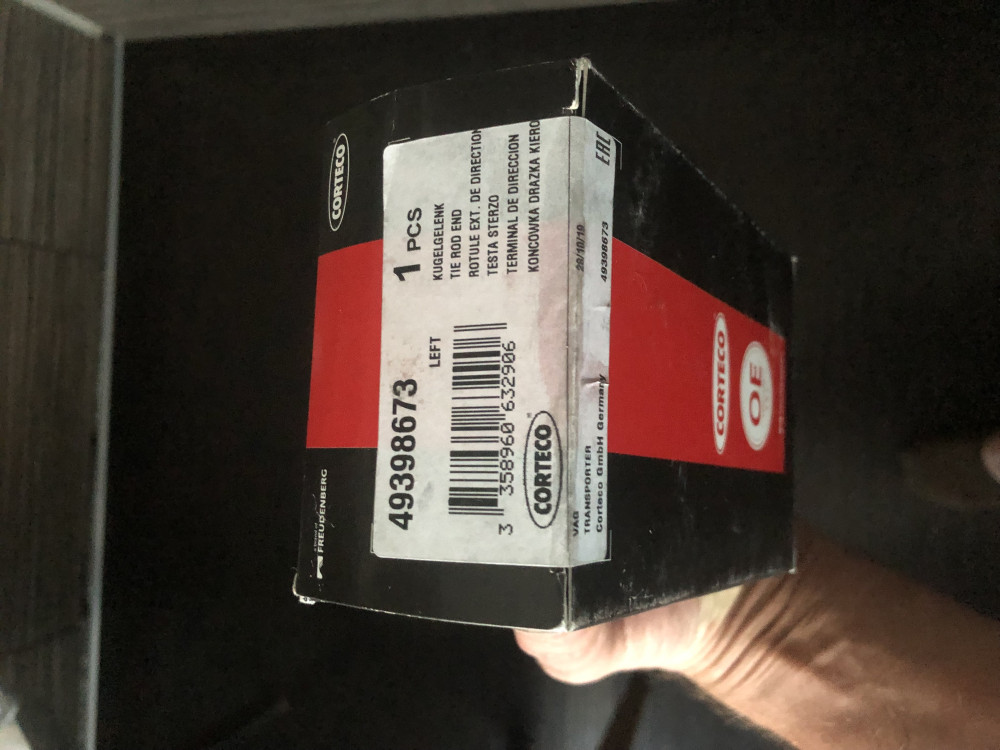 CORTECO
FREUDENBERG
49398673
1 PCS
LEFT
KUGELGELENK
TIE ROD END
ROTULE EXT. DE DIRECTION
TESTA STERZO
TERMINAL DE DIRECCION
KONCOWKA DRAZKA KIERO
3 358960 632906
CORTECO
VAG
28/10/19
TRANSPORTER
Corteco GmbH Germany
49398673
EAC
CORTECO
OE